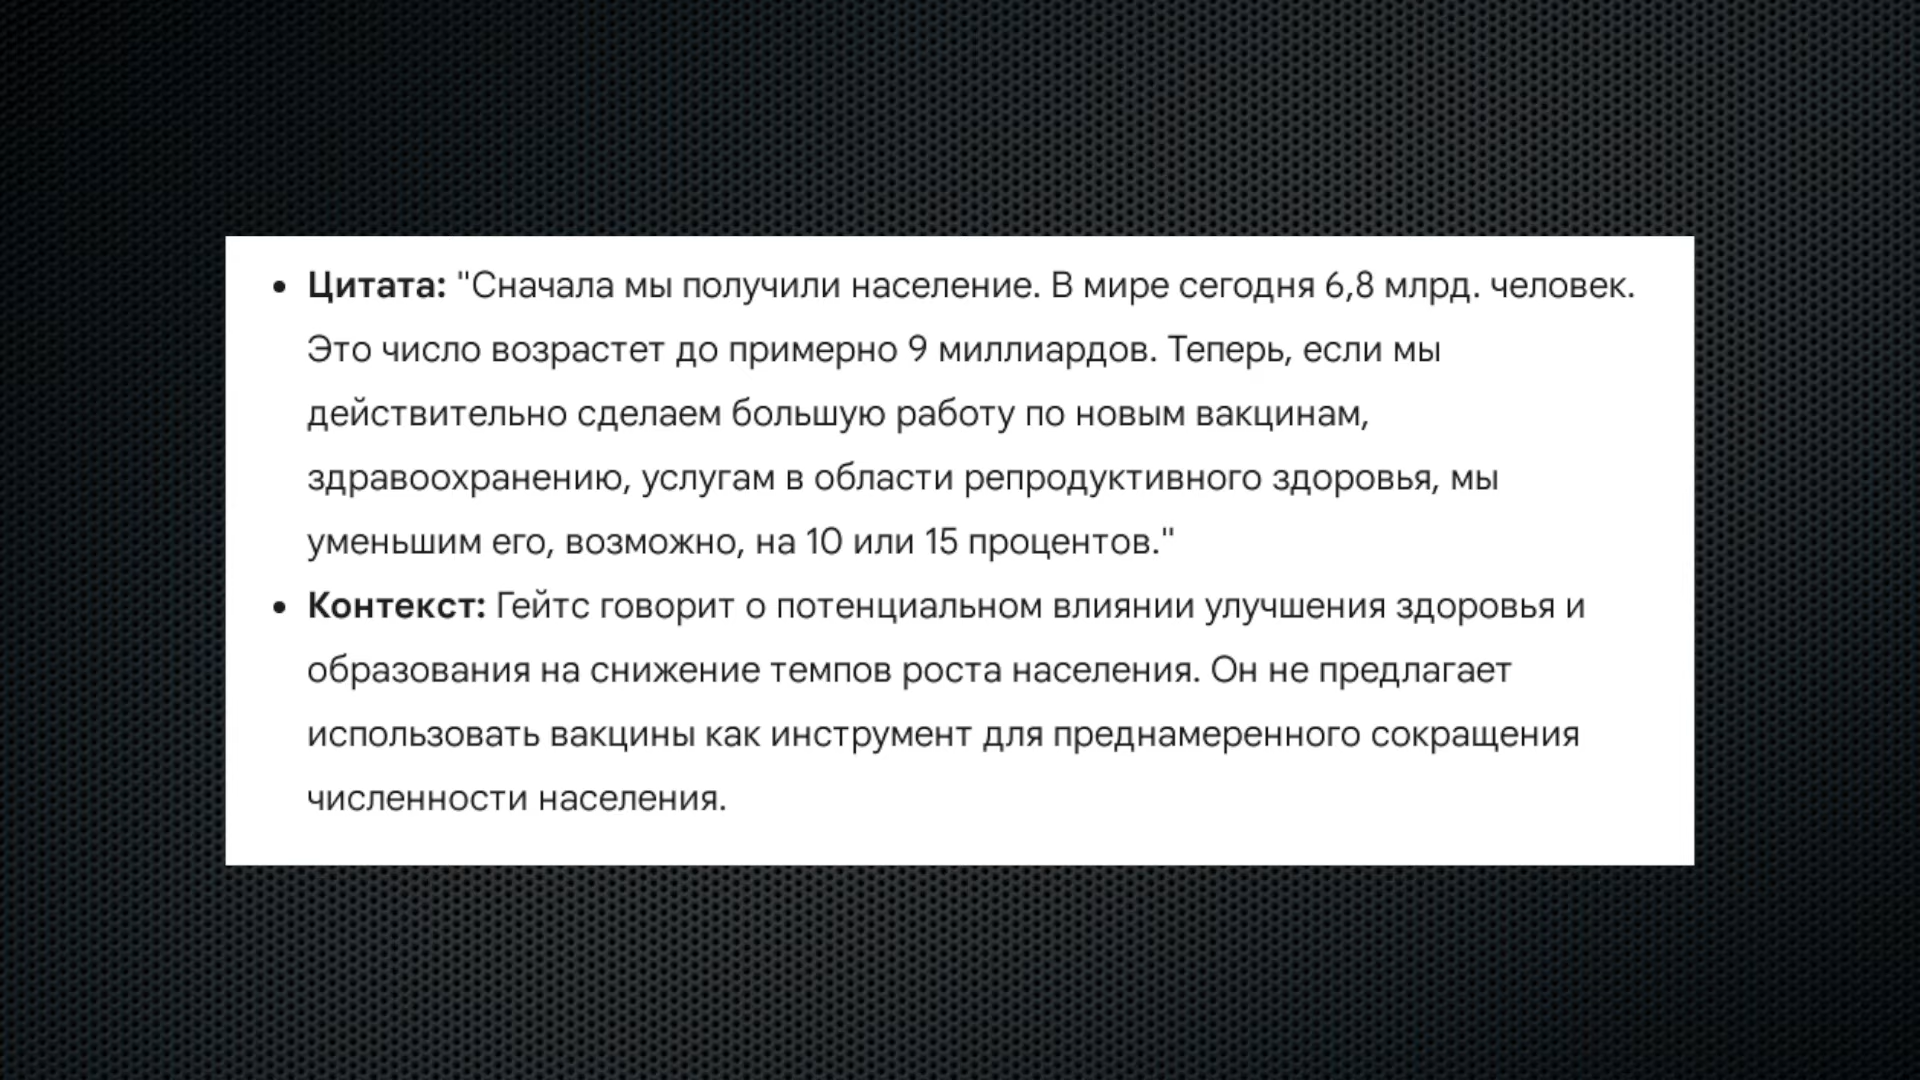 • Цитата: "Сначала мы получили население. В мире сегодня 6,8 млрд. человек.
Это число возрастет до примерно 9 миллиардов. Теперь, если мы
действительно сделаем большую работу по новым вакцинам,
здравоохранению, услугам в области репродуктивного здоровья, мы
уменьшим его, возможно, на 10 или 15 процентов."
• Контекст: Гейтс говорит о потенциальном влиянии улучшения здоровья и
образования на снижение темпов роста населения. Он не предлагает
использовать вакцины как инструмент для преднамеренного сокращения
численности населения.